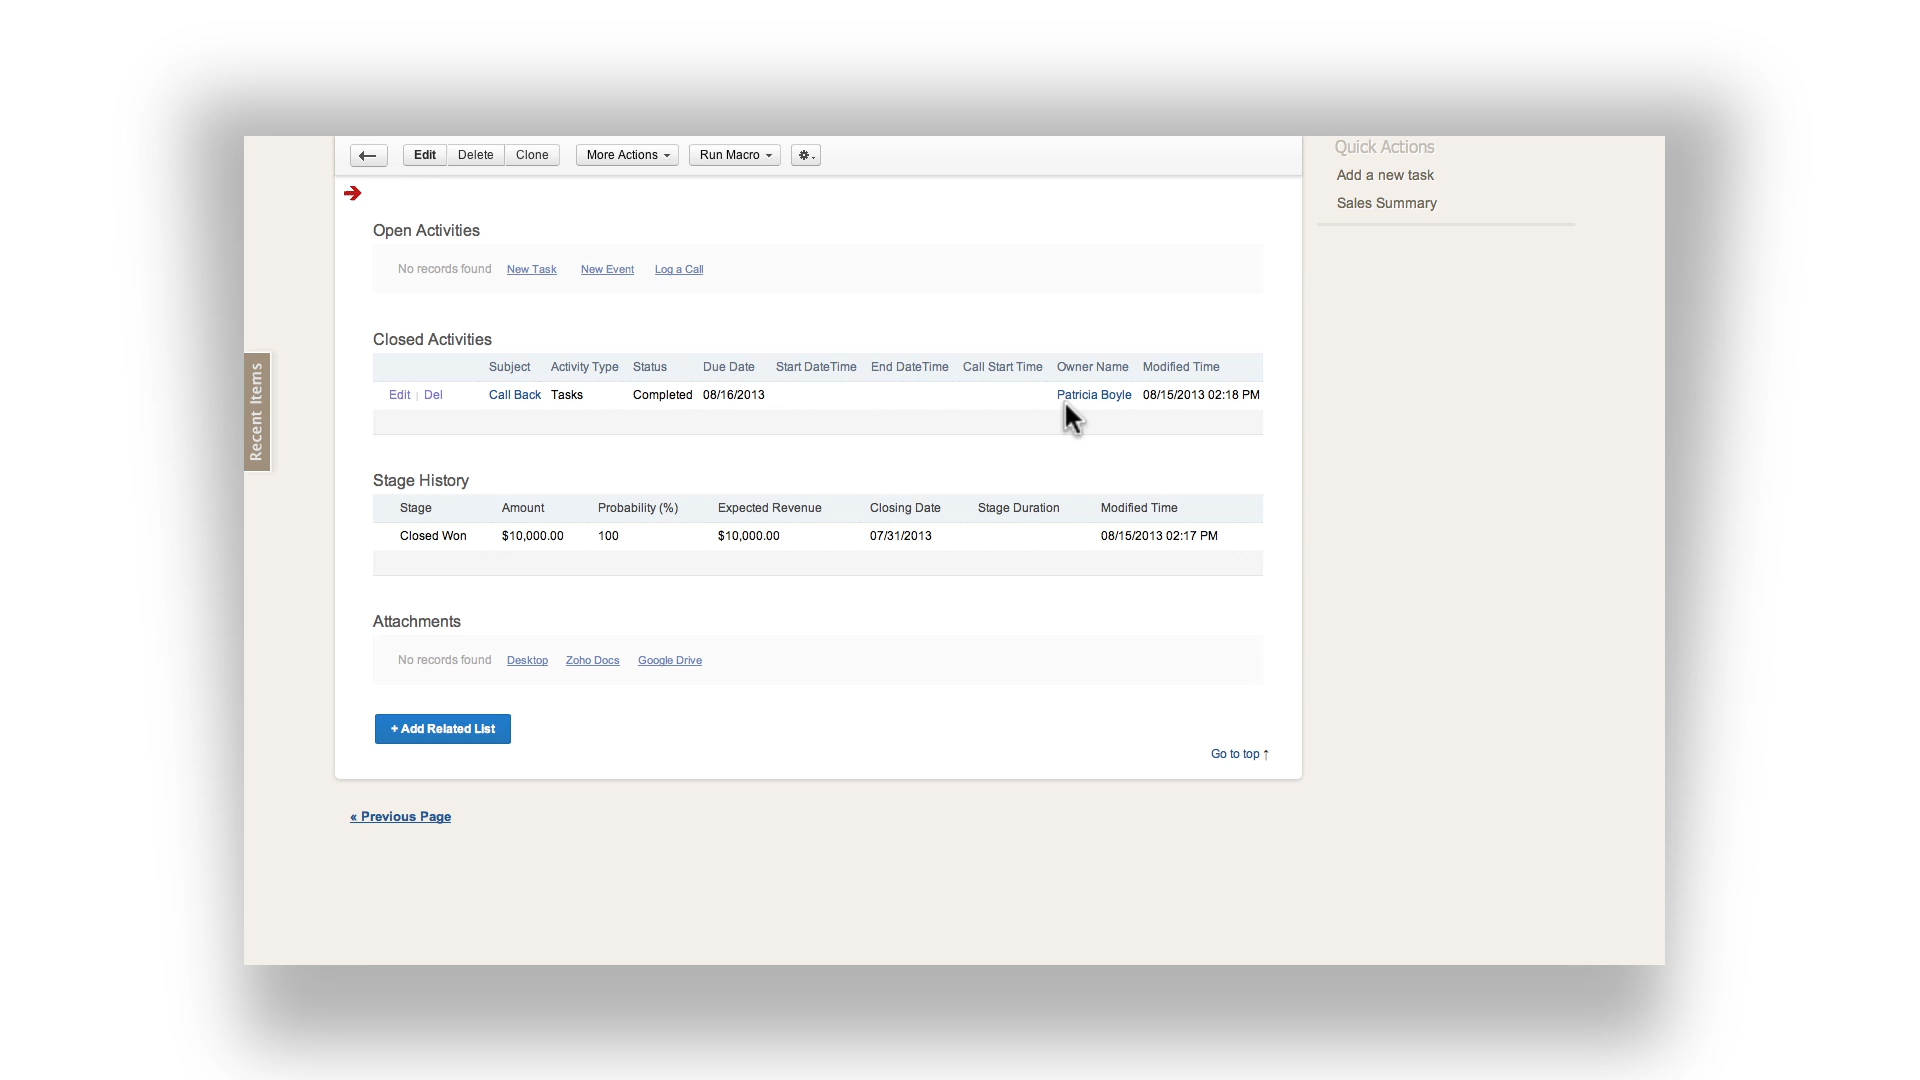 ← Edit Delete Clone More Actions Run Macro
Quick Actions
Add a new task
Sales Summary
Recent Items
Open Activities
No records found New Task New Event Log a Call
Closed Activities
Subject Activity Type Status Due Date Start DateTime End DateTime Call Start Time Owner Name Modified Time
Edit | Del Call Back Tasks Completed 08/16/2013 Patricia Boyle 08/15/2013 02:18 PM
Stage History
Stage Amount Probability (%) Expected Revenue Closing Date Stage Duration Modified Time
Closed Won $10,000.00 100 $10,000.00 07/31/2013 08/15/2013 02:17 PM
Attachments
No records found Desktop Zoho Docs Google Drive
+ Add Related List
Go to top ↑
« Previous Page